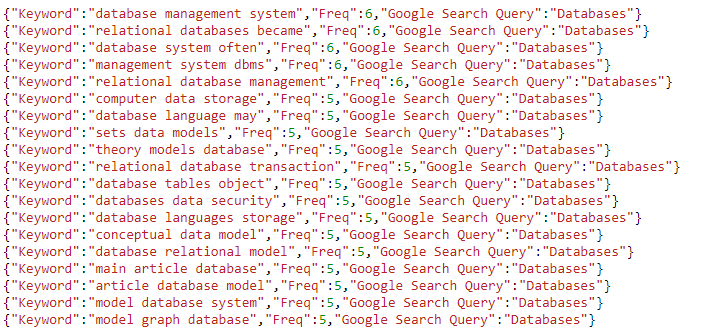 {"Keyword":"database management system","Freq":6,"Google Search Query":"Databases"}
{"Keyword":"relational databases became","Freq":6,"Google Search Query":"Databases"}
{"Keyword":"database system often","Freq":6,"Google Search Query":"Databases"}
{"Keyword":"management system dbms","Freq":6,"Google Search Query":"Databases"}
{"Keyword":"relational database management","Freq":6,"Google Search Query":"Databases"}
{"Keyword":"computer data storage","Freq":5,"Google Search Query":"Databases"}
{"Keyword":"database language may","Freq":5,"Google Search Query":"Databases"}
{"Keyword":"sets data models","Freq":5,"Google Search Query":"Databases"}
{"Keyword":"theory models database","Freq":5,"Google Search Query":"Databases"}
{"Keyword":"relational database transaction","Freq":5,"Google Search Query":"Databases"}
{"Keyword":"database tables object","Freq":5,"Google Search Query":"Databases"}
{"Keyword":"databases data security","Freq":5,"Google Search Query":"Databases"}
{"Keyword":"database languages storage","Freq":5,"Google Search Query":"Databases"}
{"Keyword":"conceptual data model","Freq":5,"Google Search Query":"Databases"}
{"Keyword":"database relational model","Freq":5,"Google Search Query":"Databases"}
{"Keyword":"main article database","Freq":5,"Google Search Query":"Databases"}
{"Keyword":"article database model","Freq":5,"Google Search Query":"Databases"}
{"Keyword":"model database system","Freq":5,"Google Search Query":"Databases"}
{"Keyword":"model graph database","Freq":5,"Google Search Query":"Databases"}